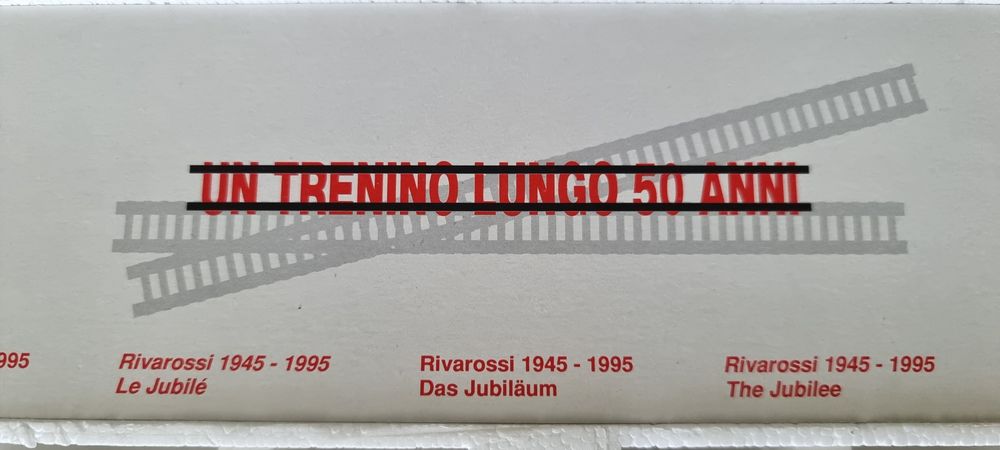 UN TRENINO LUNGO 50 ANNI
995
Rivarossi 1945 - 1995
Le Jubilé
Rivarossi 1945 - 1995
Das Jubiläum
Rivarossi 1945 - 1995
The Jubilee